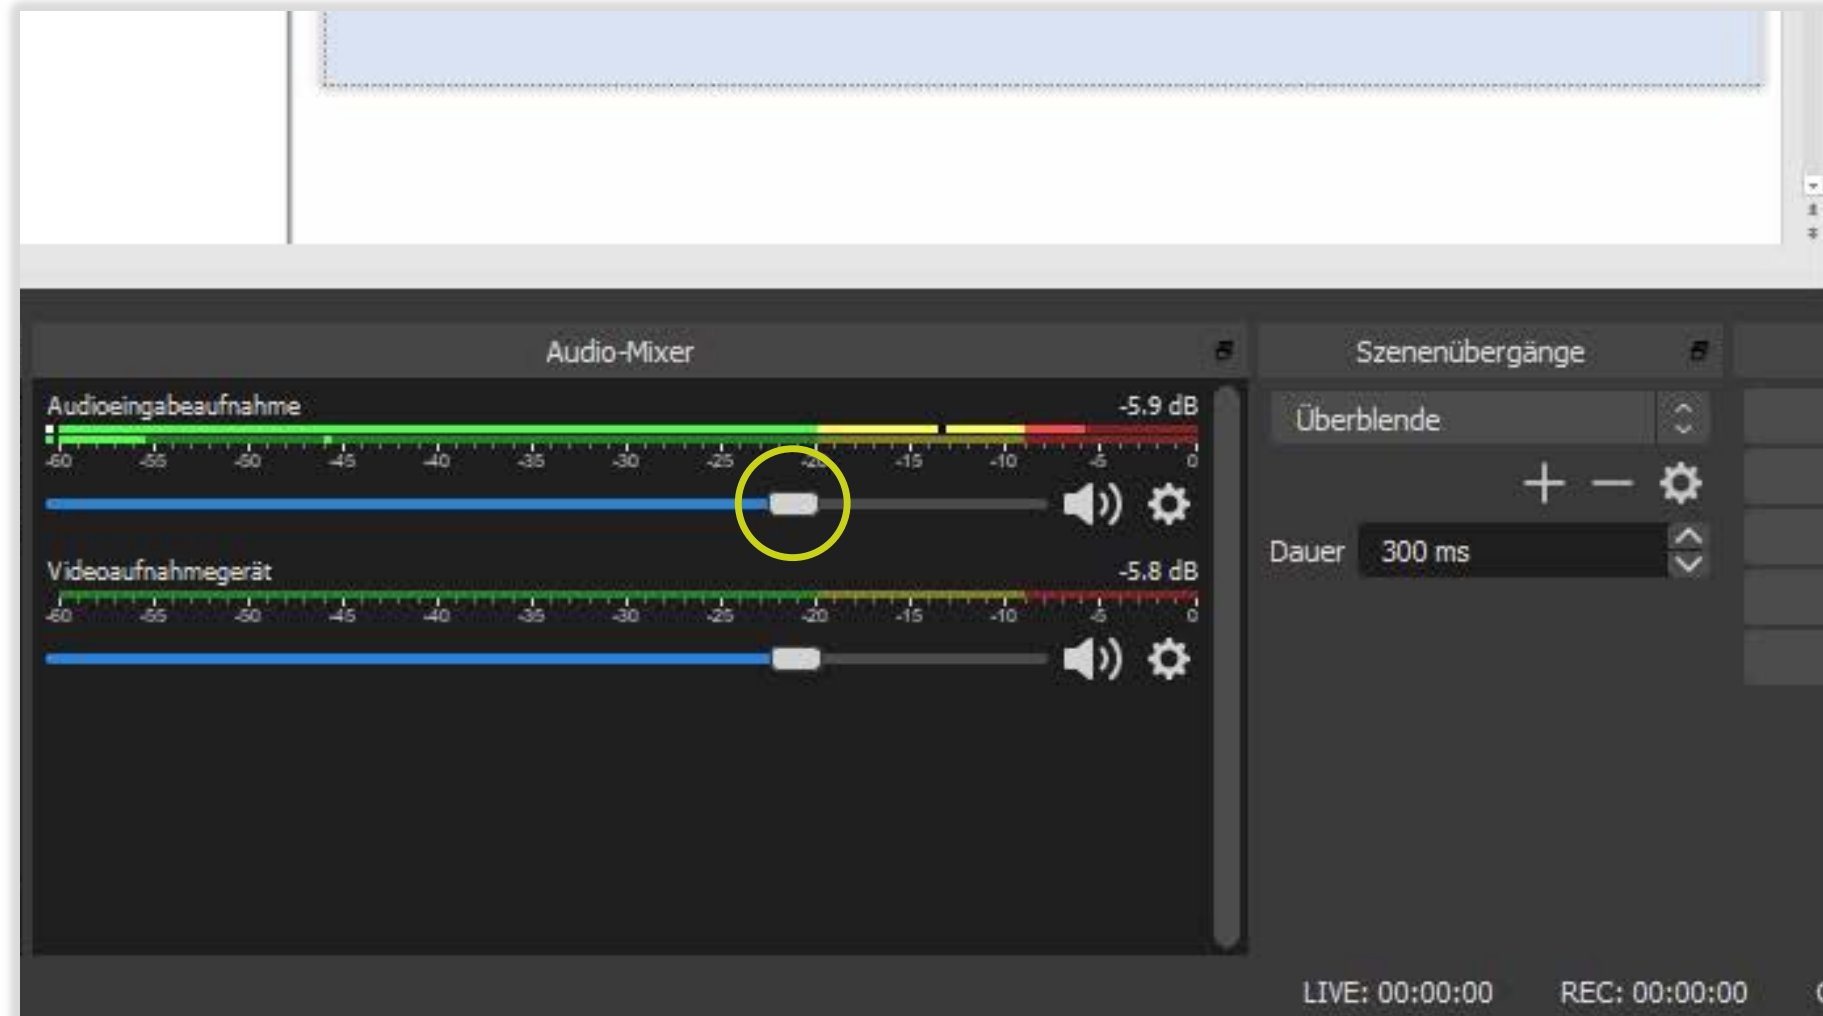 Audio-Mixer
Audioeingabeaufnahme -5.9 dB
-60 -55 -50 -45 -40 -35 -30 -25 -20 -15 -10 -5 0
Videoaufnahmegerät -5.8 dB
-60 -55 -50 -45 -40 -35 -30 -25 -20 -15 -10 -5 0
Szenenübergänge
Überblende
Dauer 300 ms
LIVE: 00:00:00 REC: 00:00:00